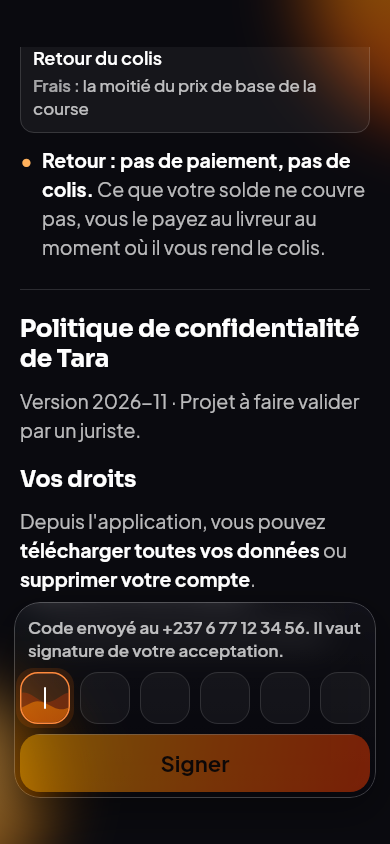 Retour du colis
Frais : la moitié du prix de base de la
course
• Retour : pas de paiement, pas de
colis. Ce que votre solde ne couvre
pas, vous le payez au livreur au
moment où il vous rend le colis.
Politique de confidentialité
de Tara
Version 2026–11 · Projet à faire valider
par un juriste.
Vos droits
Depuis l'application, vous pouvez
télécharger toutes vos données ou
supprimer votre compte.
Code envoyé au +237 6 77 12 34 56. Il vaut
signature de votre acceptation.
Signer